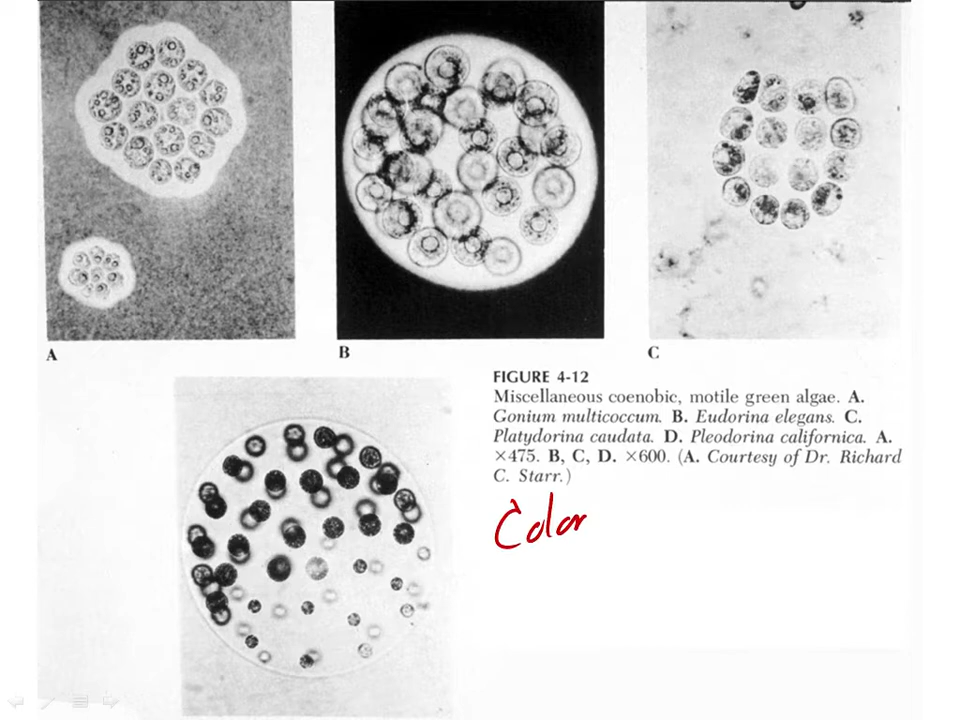 A
B
C
FIGURE 4-12
Miscellaneous coenobic, motile green algae. A.
Gonium multicoccum. B. Eudorina elegans. C.
Platydorina caudata. D. Pleodorina californica. A.
×475. B, C, D. ×600. (A. Courtesy of Dr. Richard
C. Starr.)
Color